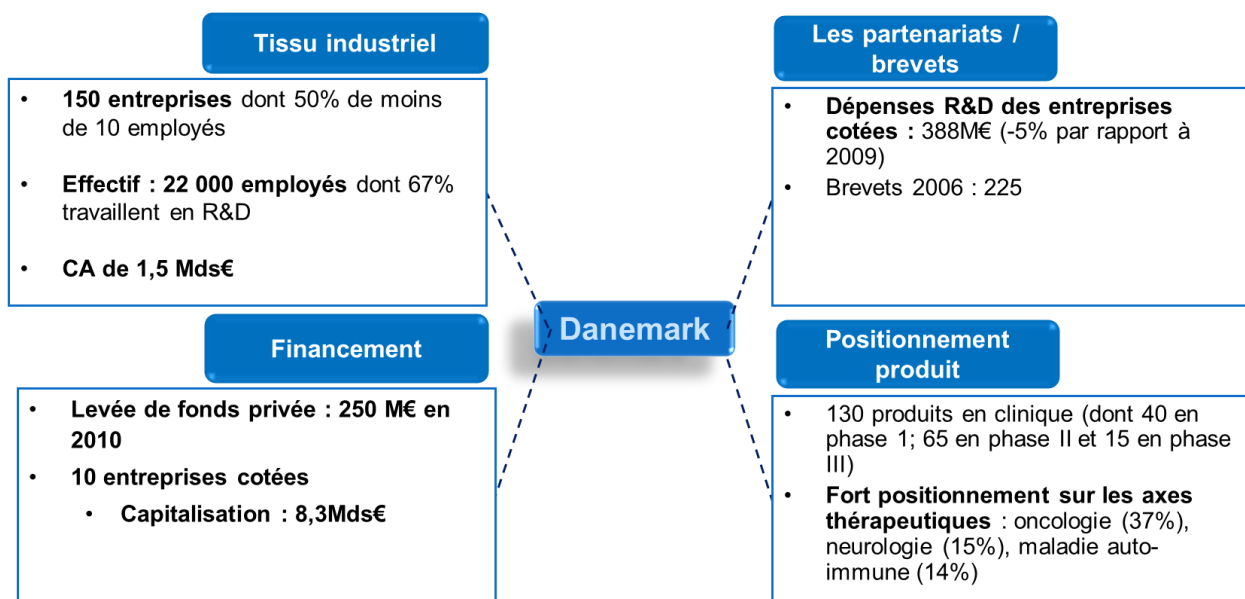 Tissu industriel
• 150 entreprises dont 50% de moins
de 10 employés
• Effectif : 22 000 employés dont 67%
travaillent en R&D
• CA de 1,5 Mds€
Les partenariats /
brevets
• Dépenses R&D des entreprises
cotées : 388M€ (-5% par rapport à
2009)
• Brevets 2006 : 225
Danemark
Financement
• Levée de fonds privée : 250 M€ en
2010
• 10 entreprises cotées
• Capitalisation : 8,3Mds€
Positionnement
produit
• 130 produits en clinique (dont 40 en
phase 1; 65 en phase II et 15 en phase
III)
• Fort positionnement sur les axes
thérapeutiques : oncologie (37%),
neurologie (15%), maladie auto-
immune (14%)